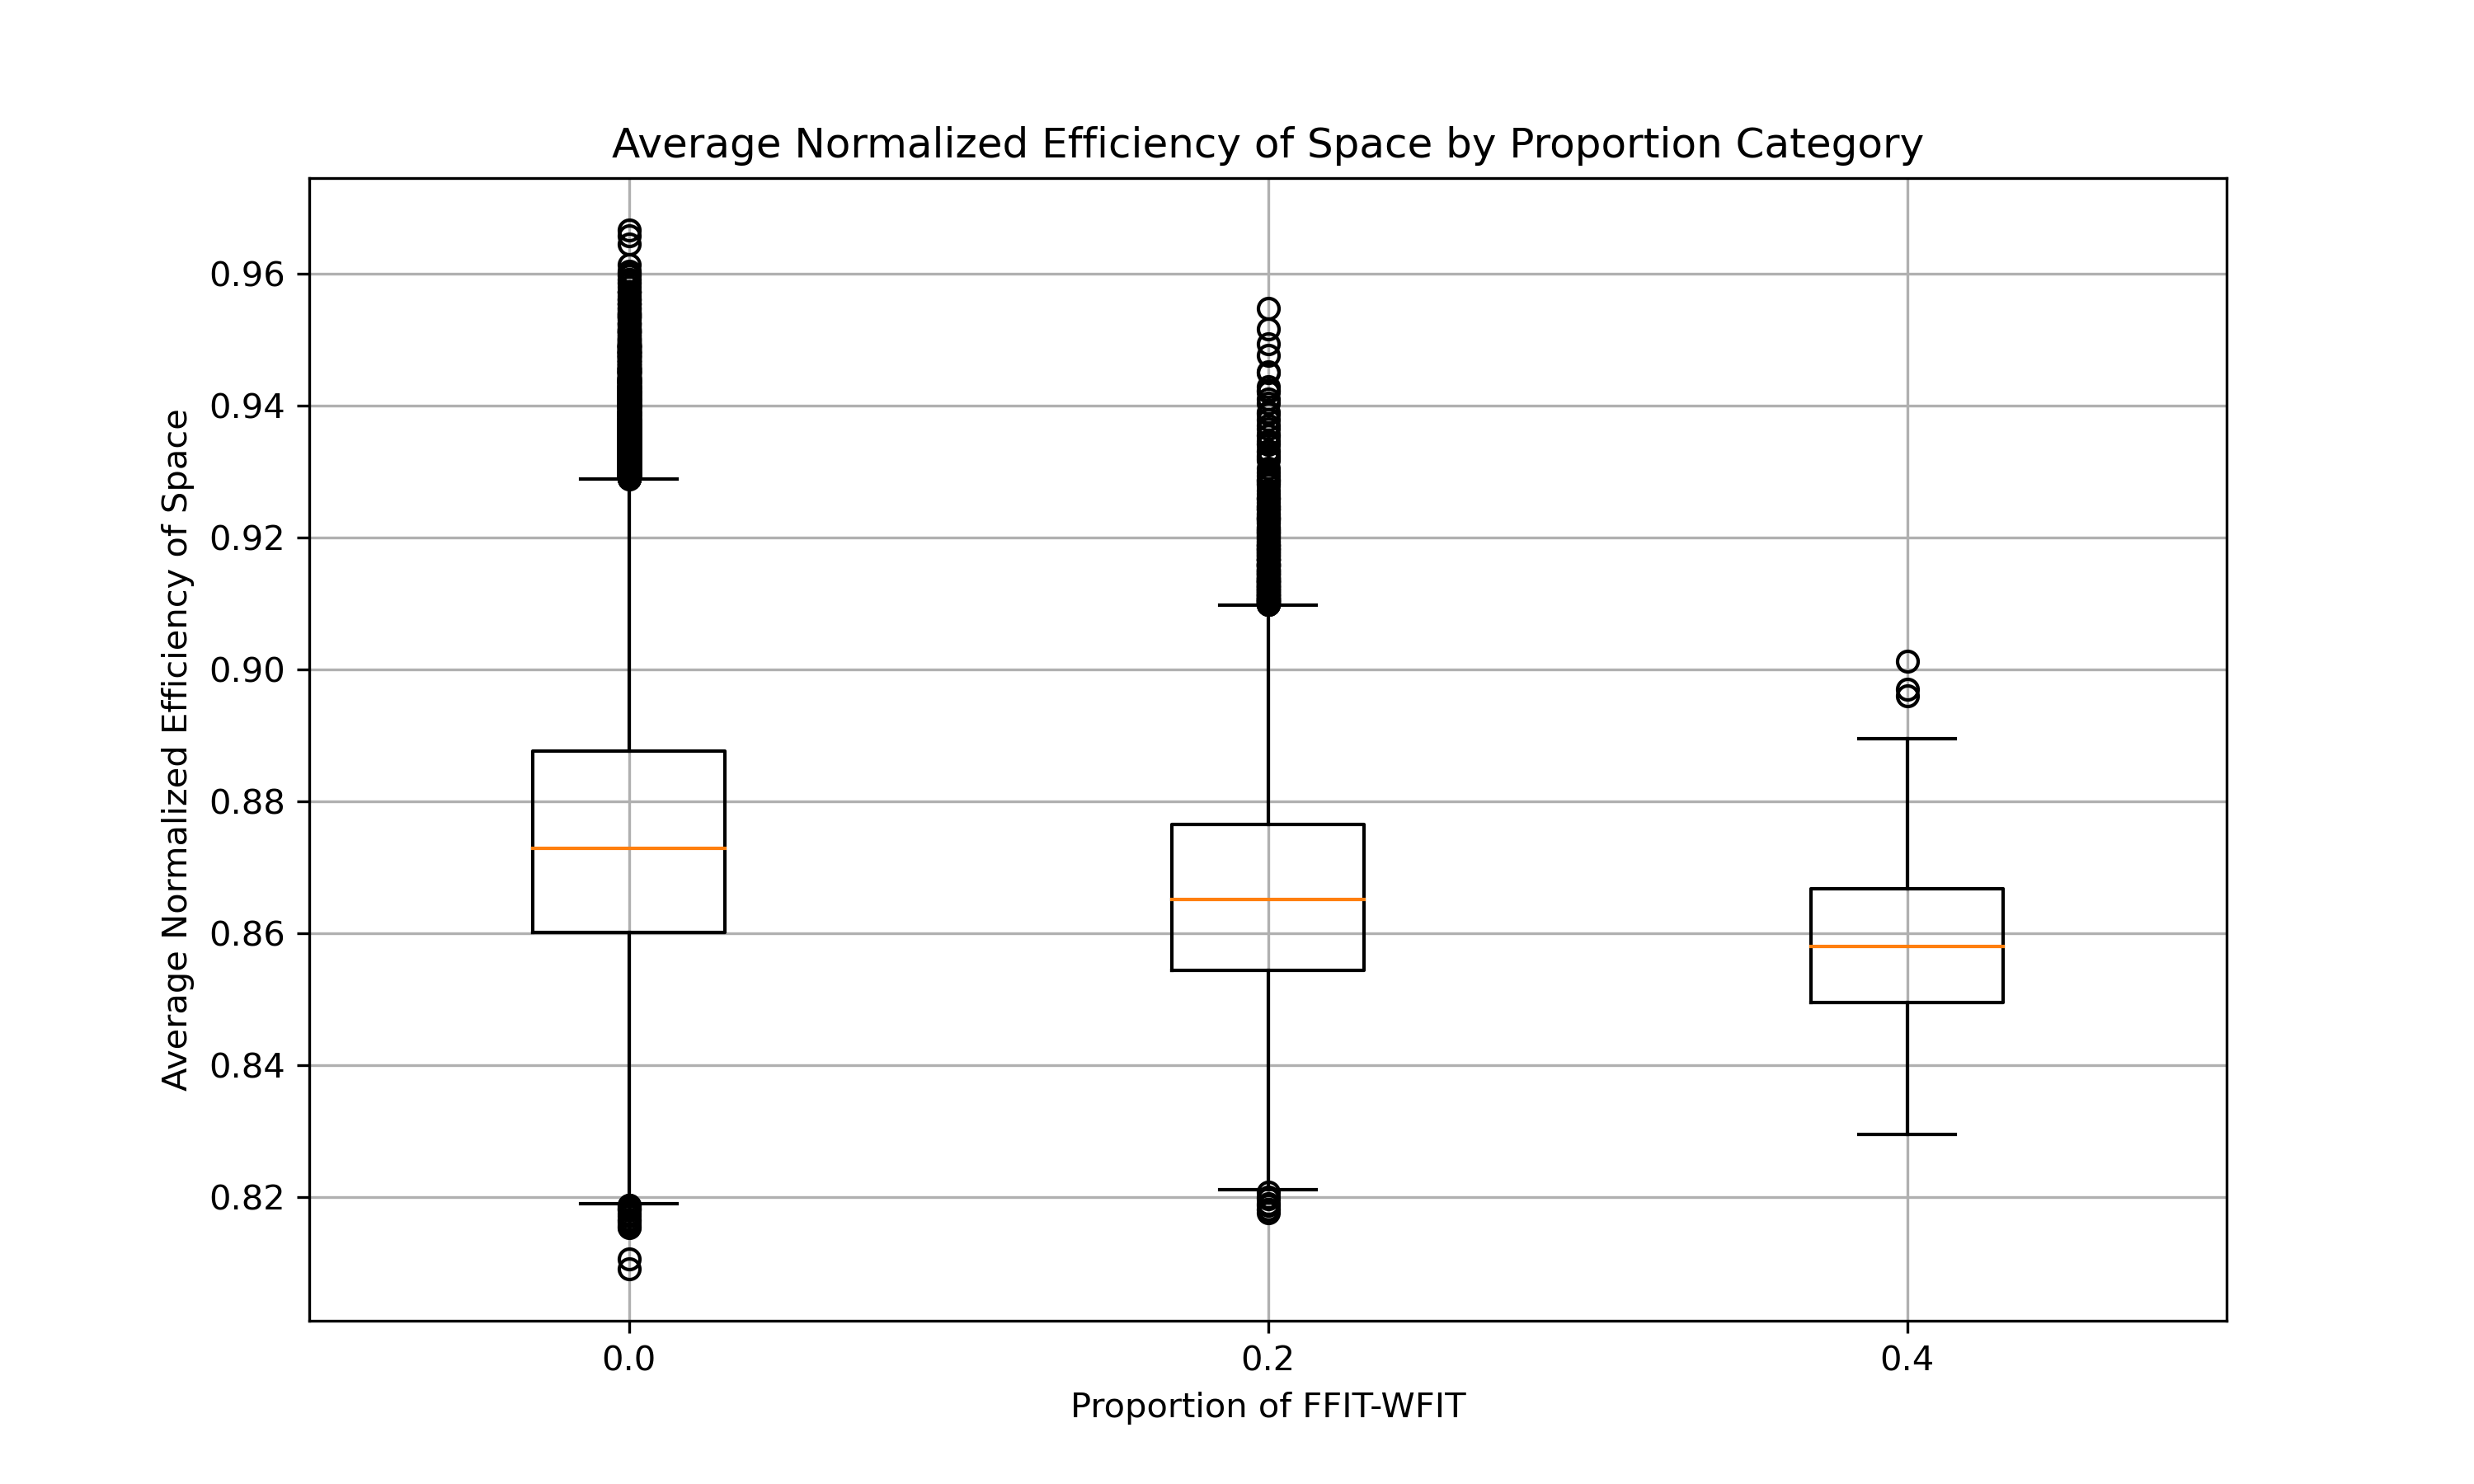 Average Normalized Efficiency of Space by Proportion Category
Average Normalized Efficiency of Space
0.96
0.94
0.92
0.90
0.88
0.86
0.84
0.82
0.0 0.2 0.4
Proportion of FFIT-WFIT